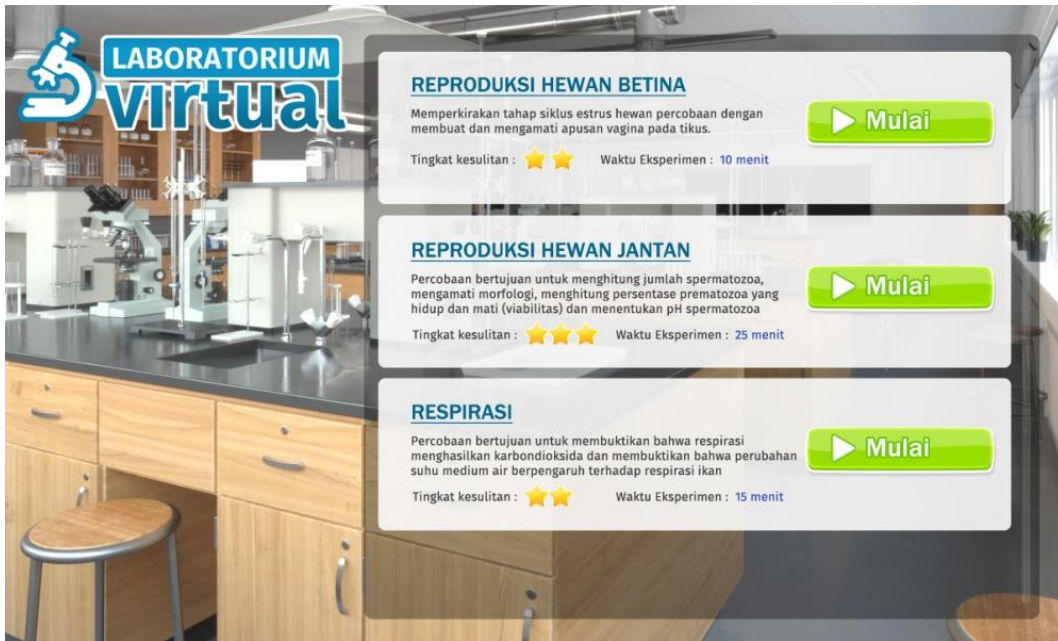 LABORATORIUM
virtual
REPRODUKSI HEWAN BETINA
Memperkirakan tahap siklus estrus hewan percobaan dengan
membuat dan mengamati apusan vagina pada tikus.
Tingkat kesulitan : Waktu Eksperimen : 10 menit
Mulai
REPRODUKSI HEWAN JANTAN
Percobaan bertujuan untuk menghitung jumlah spermatozoa,
mengamati morfologi, menghitung persentase prematozoa yang
hidup dan mati (viabilitas) dan menentukan pH spermatozoa
Tingkat kesulitan : Waktu Eksperimen : 25 menit
Mulai
RESPIRASI
Percobaan bertujuan untuk membuktikan bahwa respirasi
menghasilkan karbondioksida dan membuktikan bahwa perubahan
suhu medium air berpengaruh terhadap respirasi ikan
Tingkat kesulitan : Waktu Eksperimen : 15 menit
Mulai